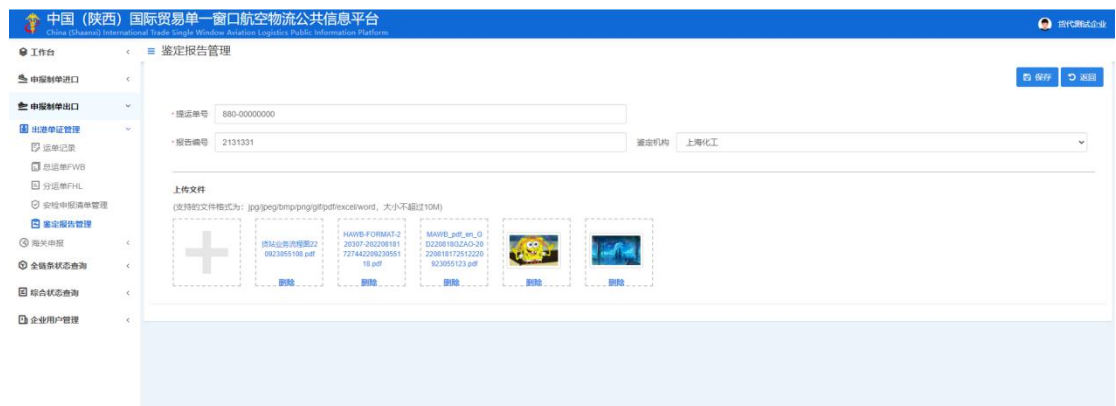 中国（陕西）国际贸易单一窗口航空物流公共信息平台
China (Shaanxi) International Trade Single Window Aviation Logistics Public Information Platform
货代测试企业
工作台
鉴定报告管理
申报制单进口
保存
返回
申报制单出口
*提运单号
880-00000000
出港单证管理
*报告编号
2131331
鉴定机构
上海化工
运单记录
总运单FWB
分运单FHL
安检申报清单管理
鉴定报告管理
海关申报
全链条状态查询
综合状态查询
企业用户管理
上传文件
(支持的文件格式为：jpg/jpeg/bmp/png/gif/pdf/excel/word，大小不超过10M)
货站业务流程图22
0923055108.pdf
删除
HAWB-FORMAT-2
20307-202208181
727442209230551
18.pdf
删除
MAWB_pdf_en_G
D220818GZAO-20
220818172512220
923055123.pdf
删除
删除
删除